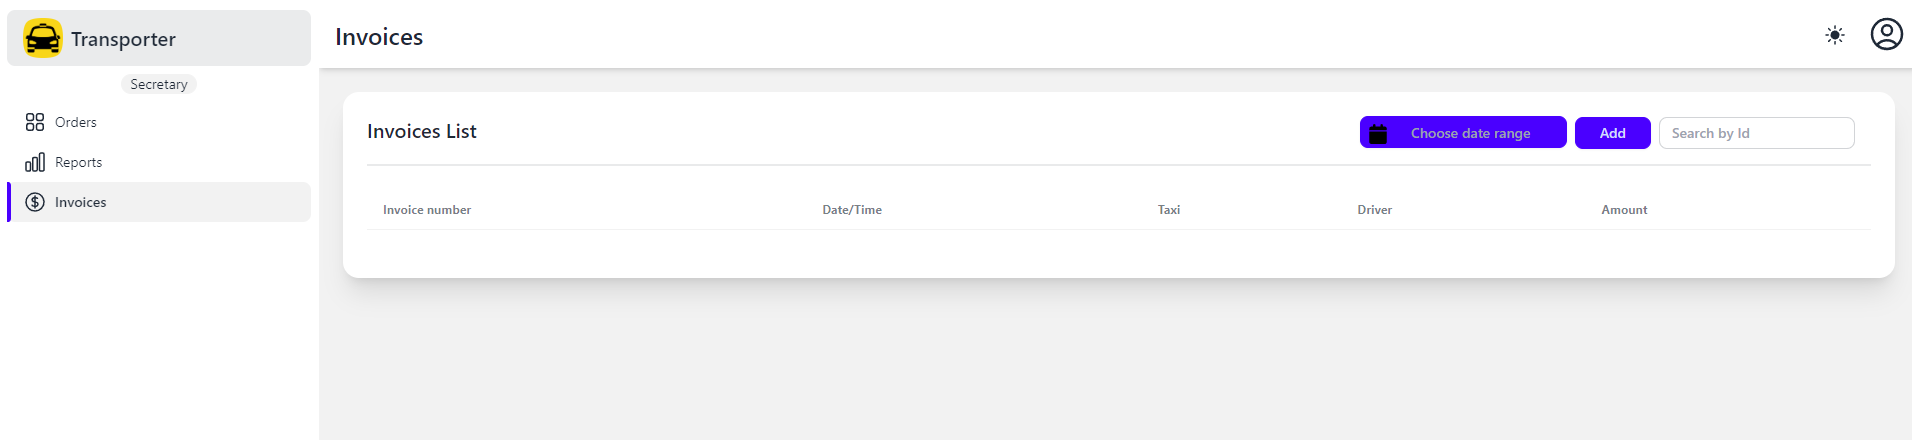 Transporter
Secretary
Orders
Reports
Invoices
Invoices
Invoices List
Choose date range
Add
Search by Id
Invoice number Date/Time Taxi Driver Amount